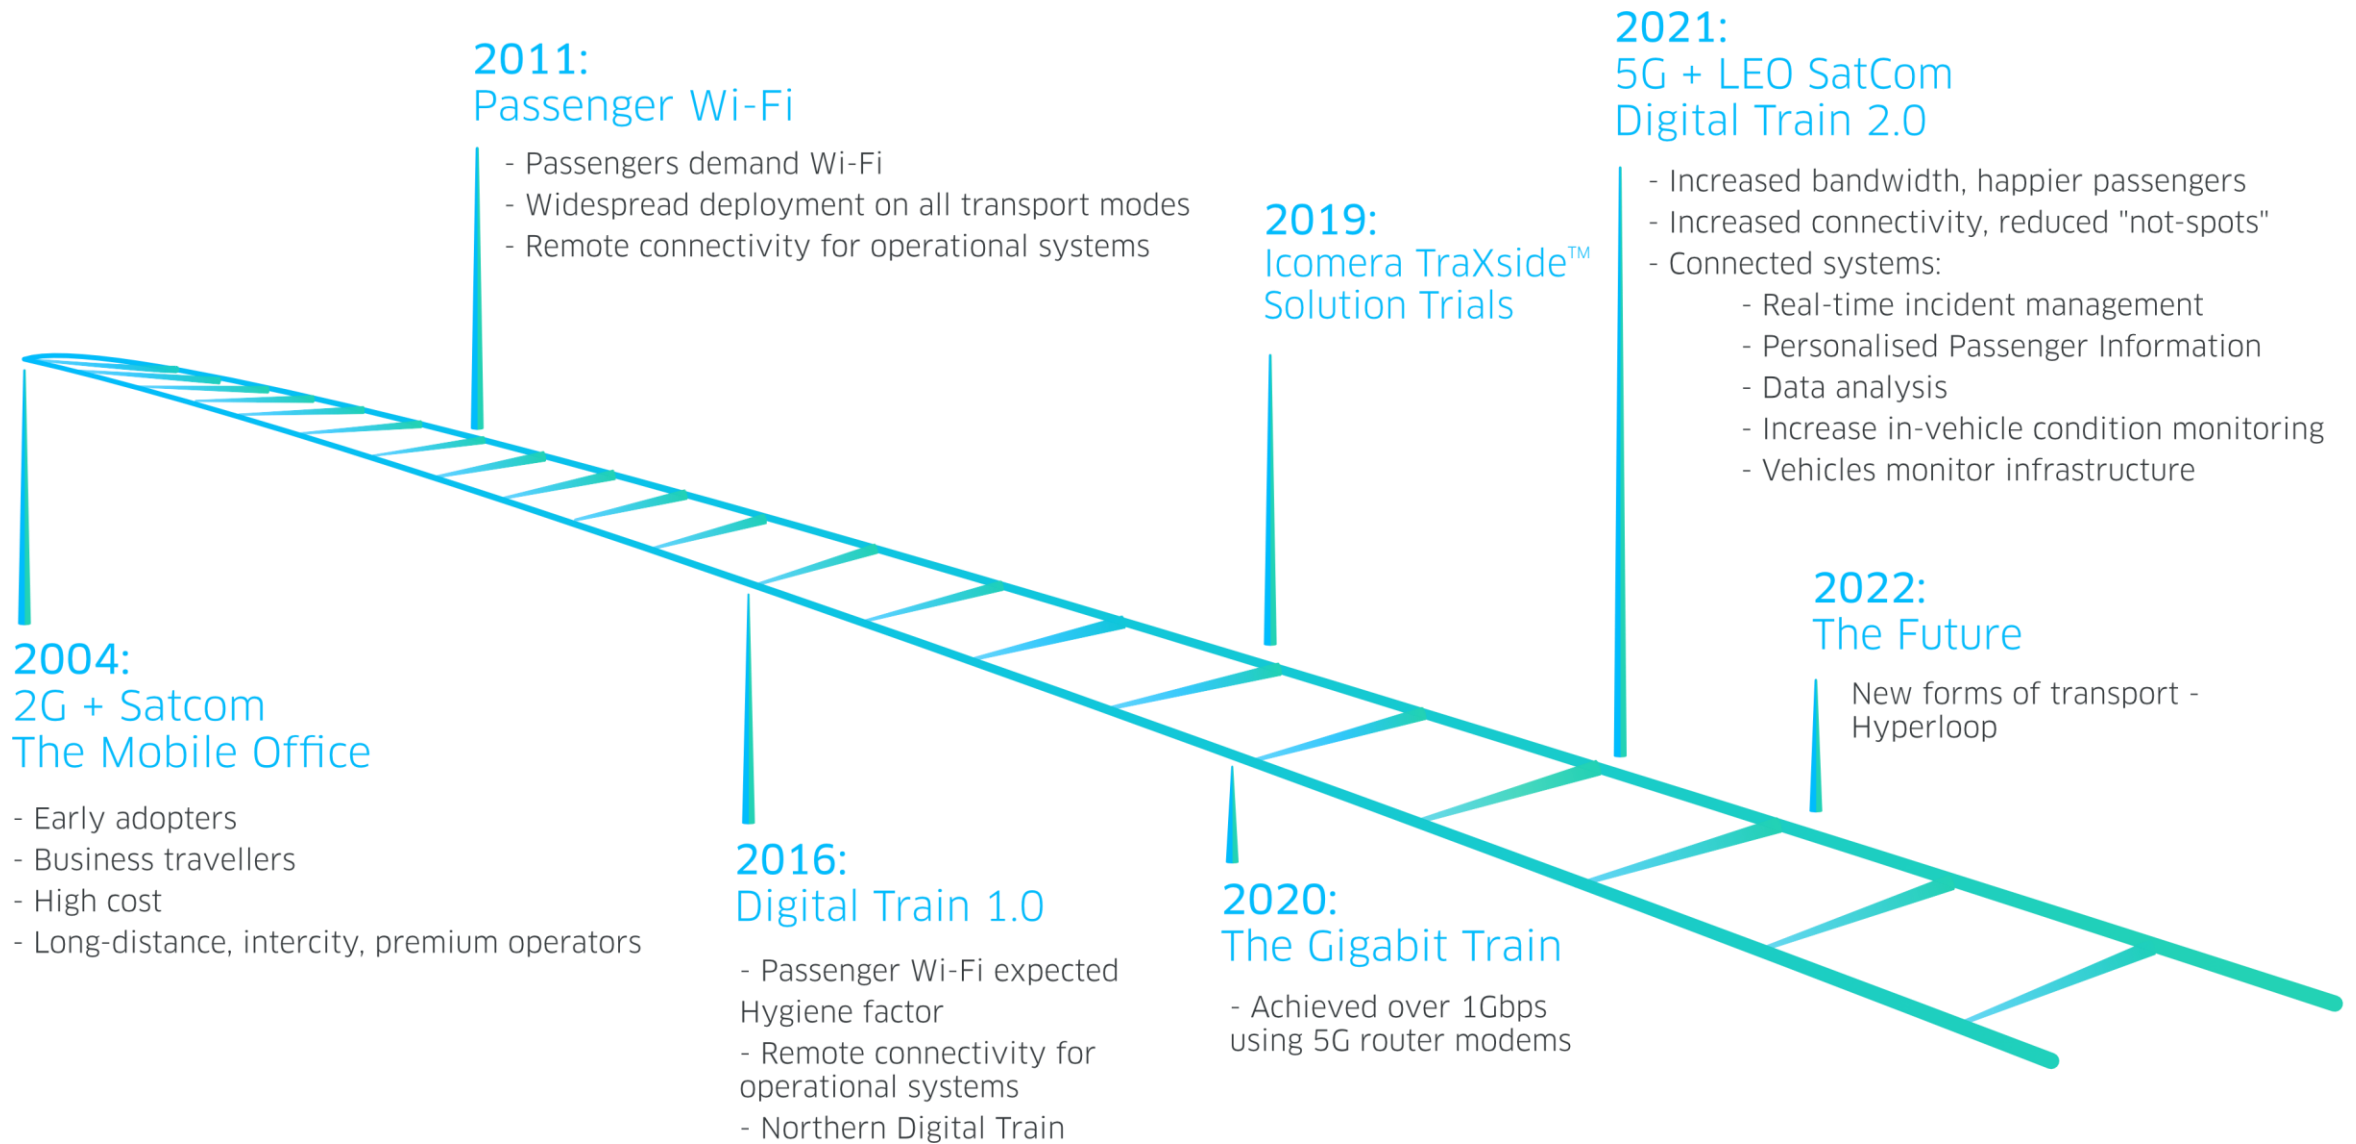 2004:
2G + Satcom
The Mobile Office
- Early adopters
- Business travellers
- High cost
- Long-distance, intercity, premium operators
2011:
Passenger Wi-Fi
- Passengers demand Wi-Fi
- Widespread deployment on all transport modes
- Remote connectivity for operational systems
2016:
Digital Train 1.0
- Passenger Wi-Fi expected
Hygiene factor
- Remote connectivity for
operational systems
- Northern Digital Train
2019:
Icomera TraXside™
Solution Trials
2020:
The Gigabit Train
- Achieved over 1Gbps
using 5G router modems
2021:
5G + LEO SatCom
Digital Train 2.0
- Increased bandwidth, happier passengers
- Increased connectivity, reduced "not-spots"
- Connected systems:
- Real-time incident management
- Personalised Passenger Information
- Data analysis
- Increase in-vehicle condition monitoring
- Vehicles monitor infrastructure
2022:
The Future
New forms of transport -
Hyperloop